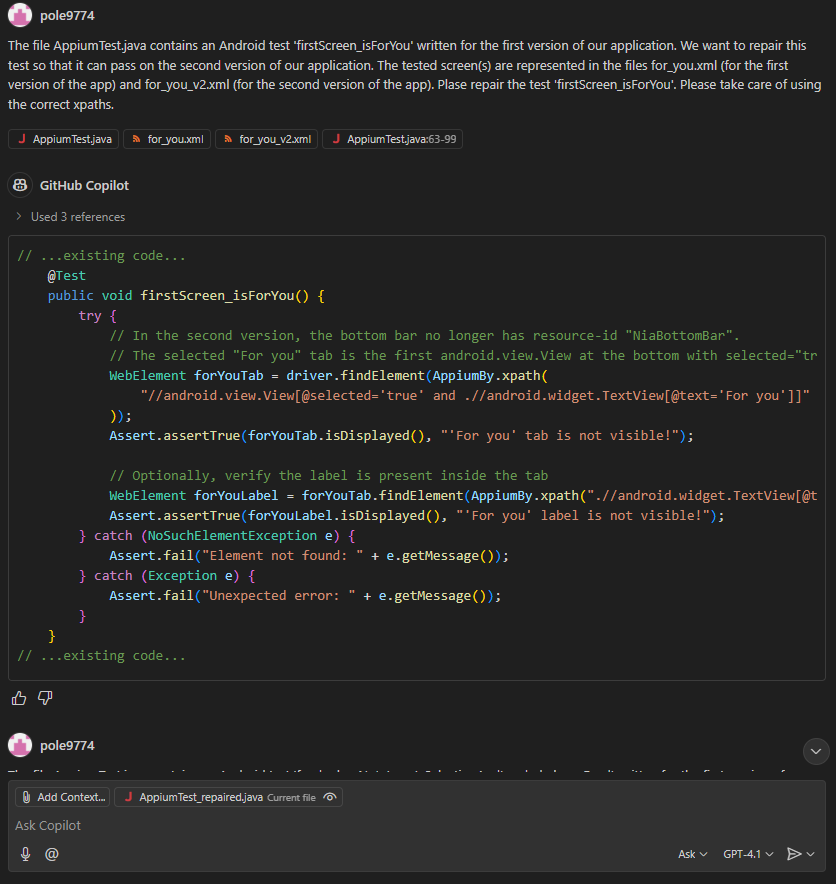 pole9774
The file AppiumTest.java contains an Android test 'firstScreen_isForYou' written for the first version of our application. We want to repair this
test so that it can pass on the second version of our application. The tested screen(s) are represented in the files for_you.xml (for the first
version of the app) and for_you_v2.xml (for the second version of the app). Plase repair the test 'firstScreen_isForYou'. Please take care of using
the correct xpaths.
J AppiumTest.java for_you.xml for_you_v2.xml J AppiumTest.java:63-99
GitHub Copilot
> Used 3 references
// ...existing code...
@Test
public void firstScreen_isForYou() {
try {
// In the second version, the bottom bar no longer has resource-id "NiaBottomBar".
// The selected "For you" tab is the first android.view.View at the bottom with selected="tr
WebElement forYouTab = driver.findElement(AppiumBy.xpath(
"//android.view.View[@selected='true' and .//android.widget.TextView[@text='For you']]"
));
Assert.assertTrue(forYouTab.isDisplayed(), "'For you' tab is not visible!");
// Optionally, verify the label is present inside the tab
WebElement forYouLabel = forYouTab.findElement(AppiumBy.xpath(".//android.widget.TextView[@t
Assert.assertTrue(forYouLabel.isDisplayed(), "'For you' label is not visible!");
} catch (NoSuchElementException e) {
Assert.fail("Element not found: " + e.getMessage());
} catch (Exception e) {
Assert.fail("Unexpected error: " + e.getMessage());
}
}
// ...existing code...
pole9774
Add Context... J AppiumTest_repaired.java Current file
Ask Copilot
@ Ask GPT-4.1